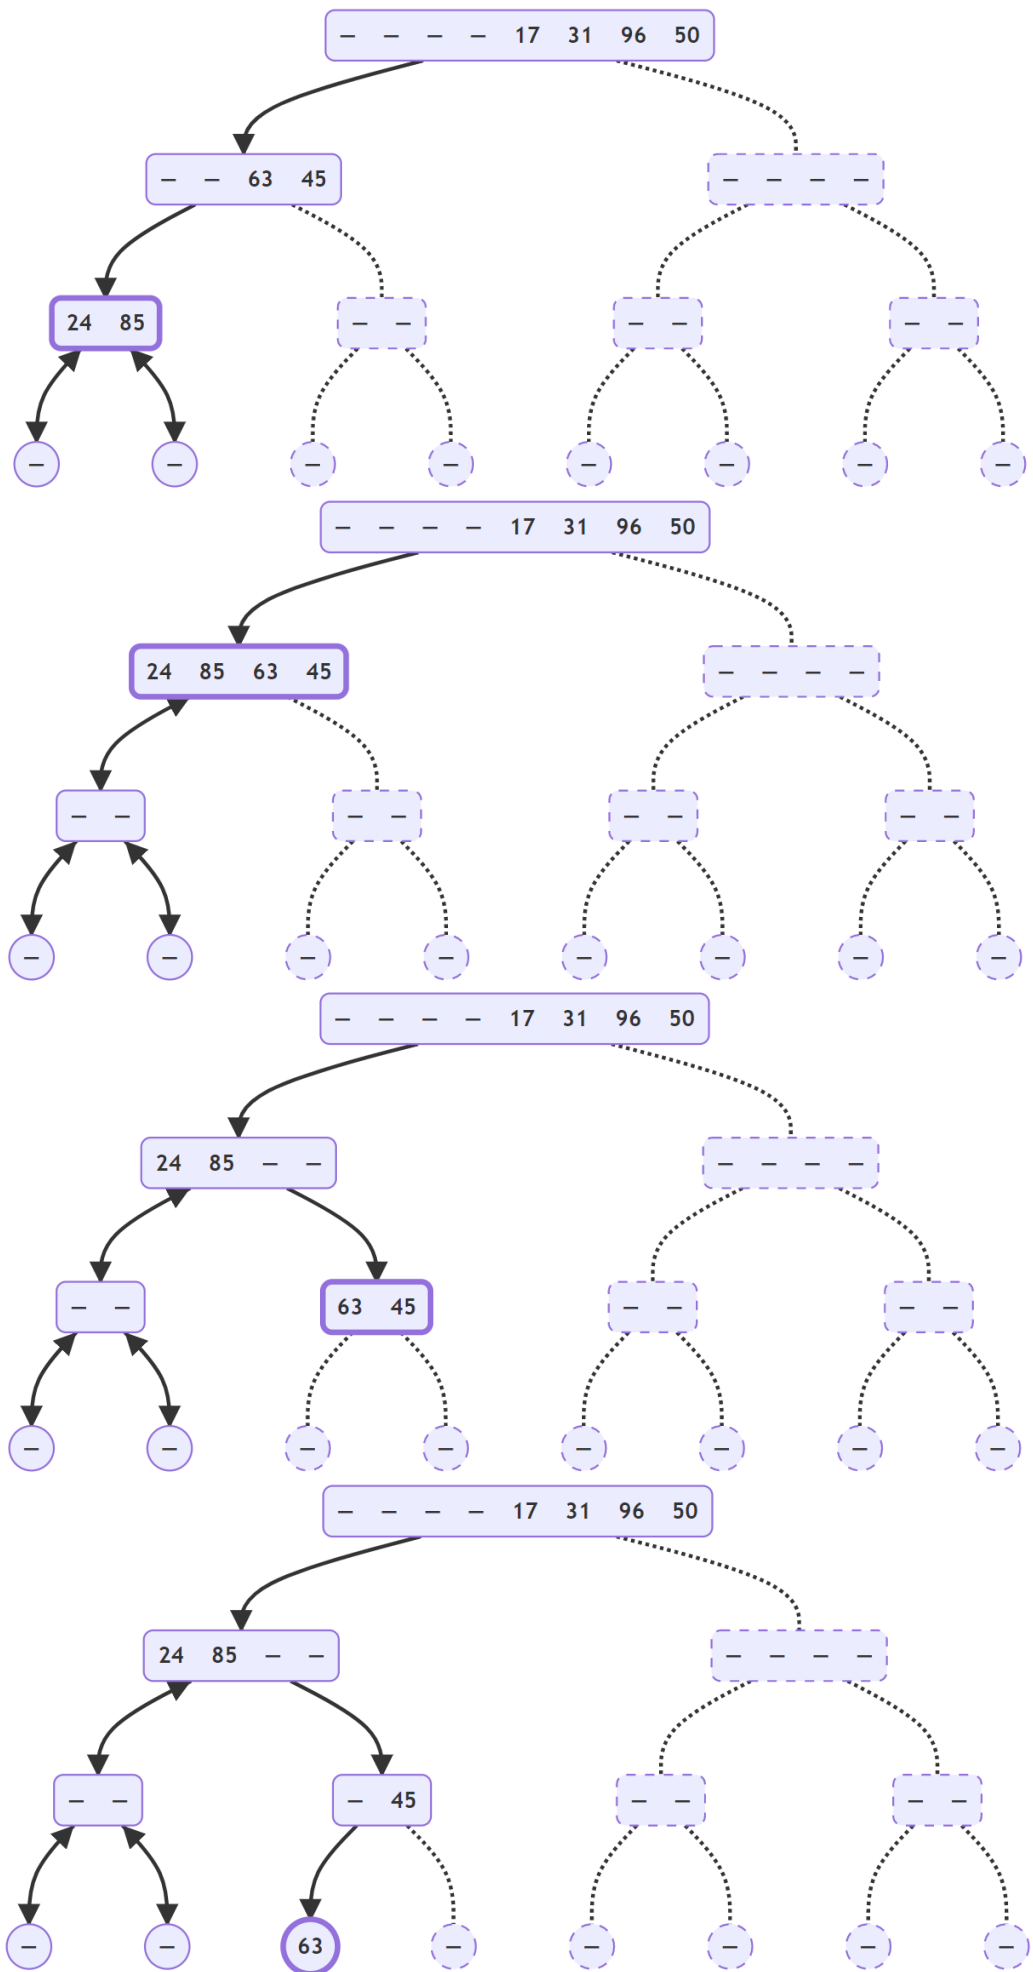 – – – – 17 31 96 50
– – 63 45 – – – –
24 85 – – – – – –
– – – – – – – –
– – – – 17 31 96 50
24 85 63 45 – – – –
– – – – – – – –
– – – – – – – –
– – – – 17 31 96 50
24 85 – – – – – –
– – 63 45 – – – –
– – – – – – – –
– – – – 17 31 96 50
24 85 – – – – – –
– – – 45 – – – –
– – 63 – – – – –